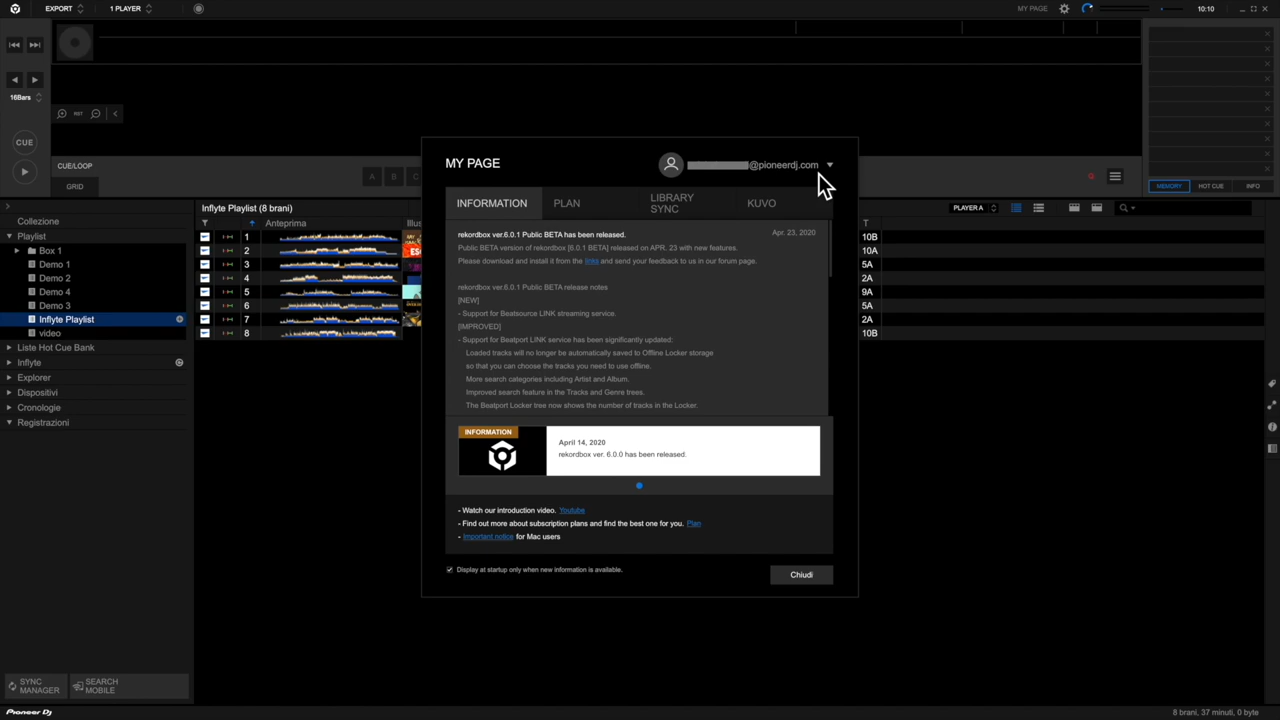 EXPORT
1 PLAYER
MY PAGE
10:10
16Bars
RST
CUE
CUE/LOOP
GRID
A
B
C
MEMORY
HOT CUE
INFO
MY PAGE
@pioneerdj.com
INFORMATION
PLAN
LIBRARY
SYNC
KUVO
rekordbox ver.6.0.1 Public BETA has been released.
Apr. 23, 2020
Public BETA version of rekordbox [6.0.1 BETA] released on APR. 23 with new features.
Please download and install it from the links and send your feedback to us in our forum page.
rekordbox ver.6.0.1 Public BETA release notes
[NEW]
- Support for Beatsource LINK streaming service.
[IMPROVED]
- Support for Beatport LINK service has been significantly updated:
Loaded tracks will no longer be automatically saved to Offline Locker storage
so that you can choose the tracks you need to use offline.
More search categories including Artist and Album.
Improved search feature in the Tracks and Genre trees.
The Beatport Locker tree now shows the number of tracks in the Locker.
INFORMATION
April 14, 2020
rekordbox ver. 6.0.0 has been released.
- Watch our introduction video. Youtube
- Find out more about subscription plans and find the best one for you. Plan
- Important notice for Mac users
Display at startup only when new information is available.
Chiudi
Collezione
Playlist
Box 1
Demo 1
Demo 2
Demo 4
Demo 3
Inflyte Playlist
video
Liste Hot Cue Bank
Inflyte
Explorer
Dispositivi
Cronologie
Registrazioni
Inflyte Playlist (8 brani)
PLAYER A
Anteprima
Illus
T
1
10B
2
10A
3
5A
4
2A
5
9A
6
5A
7
2A
8
10B
SYNC
MANAGER
SEARCH
MOBILE
Pioneer Dj
8 brani, 37 minuti, 0 byte